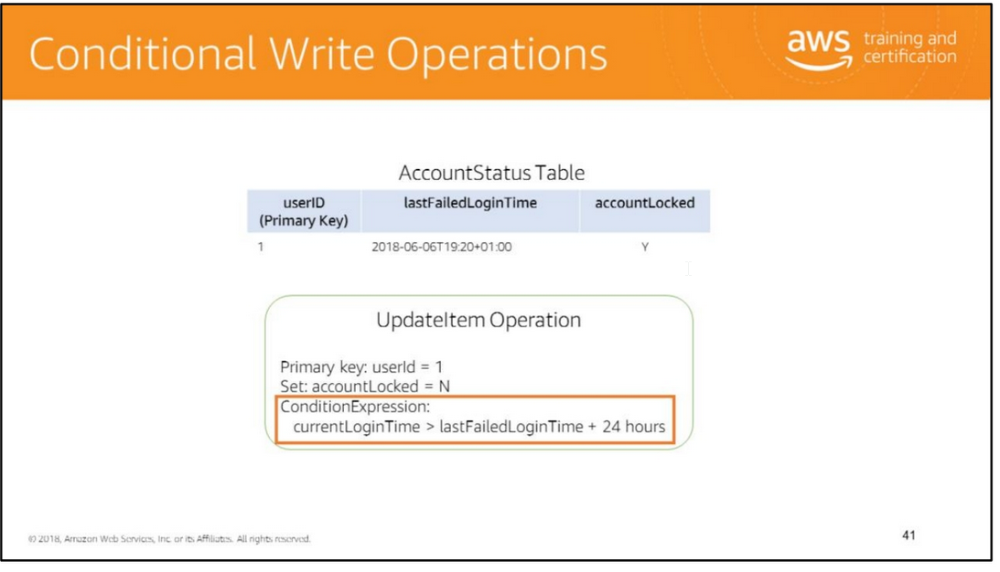 Conditional Write Operations
aws training and
certification
AccountStatus Table
userID lastFailedLoginTime accountLocked
(Primary Key)
1 2018-06-06T19:20+01:00 Y
UpdateItem Operation
Primary key: userId = 1
Set: accountLocked = N
ConditionExpression:
currentLoginTime > lastFailedLoginTime + 24 hours
© 2018, Amazon Web Services, Inc. or its Affiliates. All rights reserved.
41